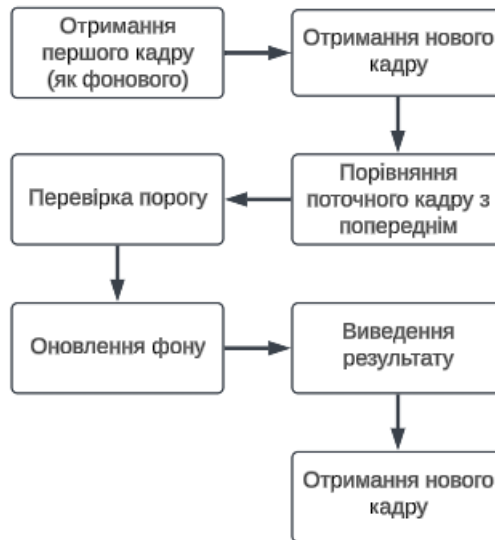 Отримання
першого кадру
(як фонового)
Отримання нового
кадру
Порівняння
поточного кадру з
попереднім
Перевірка порогу
Оновлення фону
Виведення
результату
Отримання нового
кадру